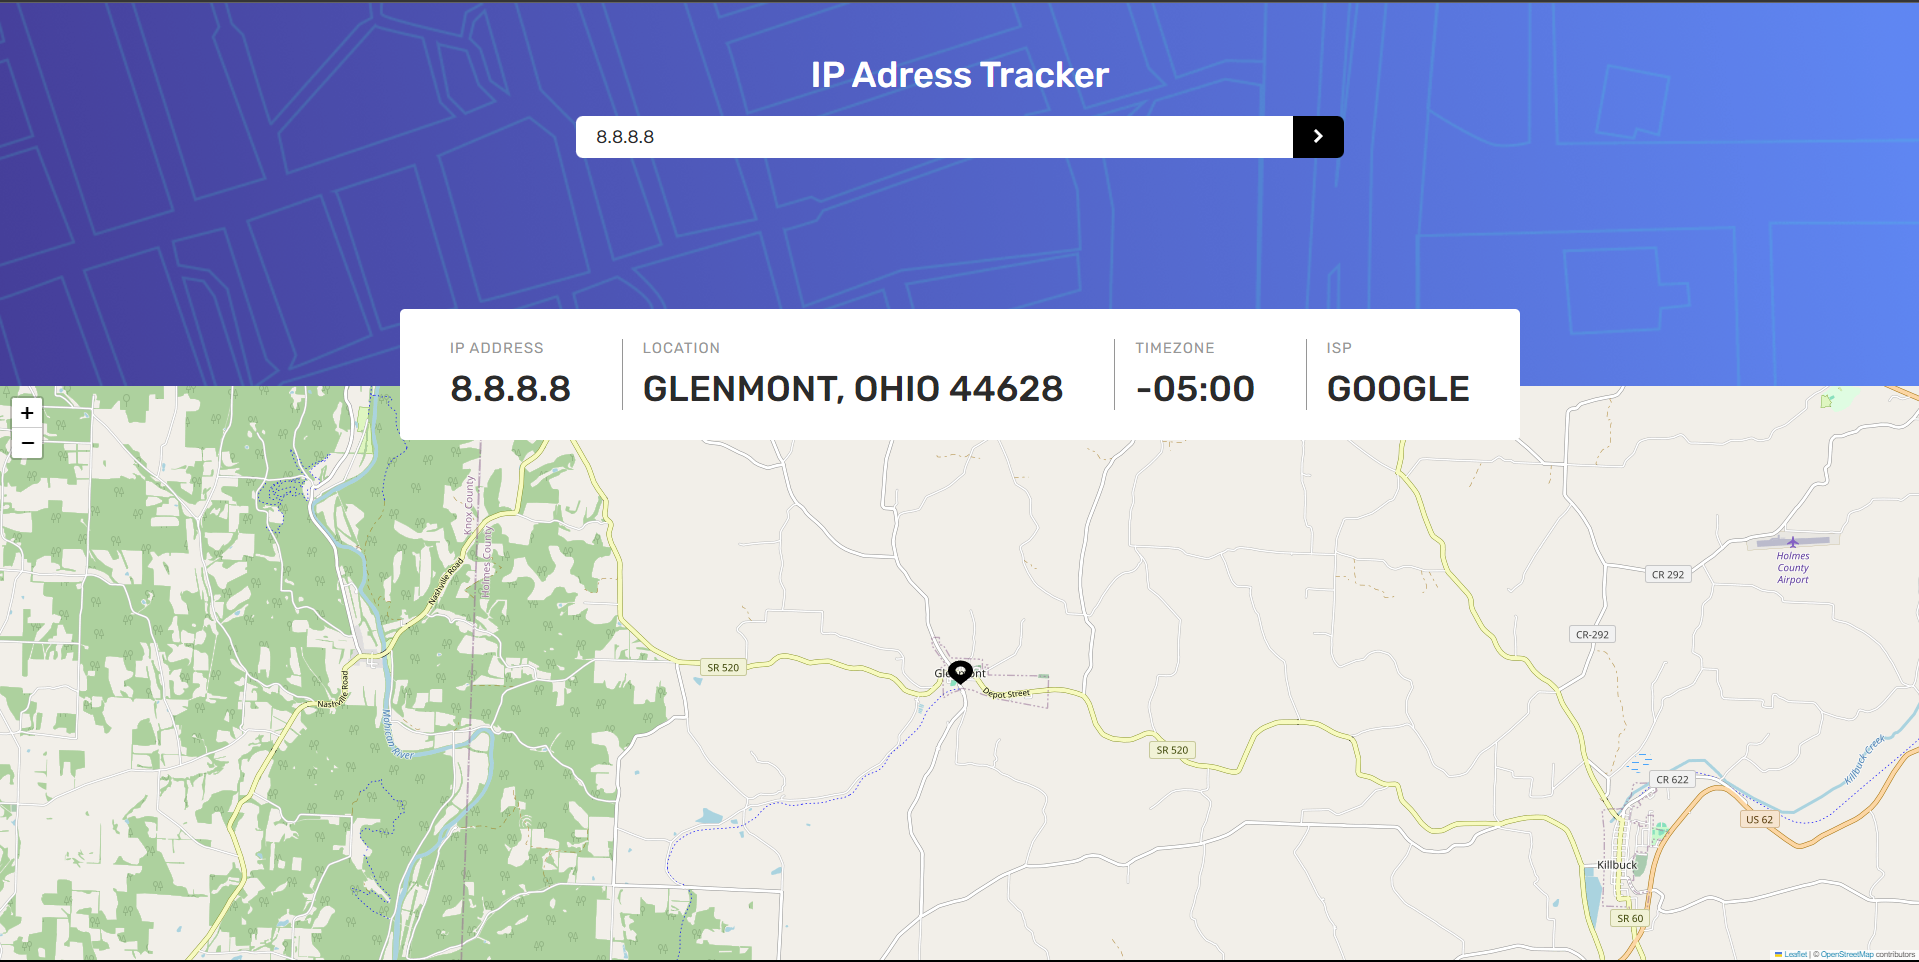 IP Adress Tracker
8.8.8.8
IP ADDRESS
8.8.8.8
LOCATION
GLENMONT, OHIO 44628
TIMEZONE
-05:00
ISP
GOOGLE
+
−
Knox County
Holmes County
Nashville Road
Nashville Road
Mohican River
SR 520
Depot Street
SR 520
CR 292
Holmes
County
Airport
CR-292
CR 622
Killbuck Creek
US 62
Killbuck
SR 60
Leaflet | © OpenStreetMap contributors